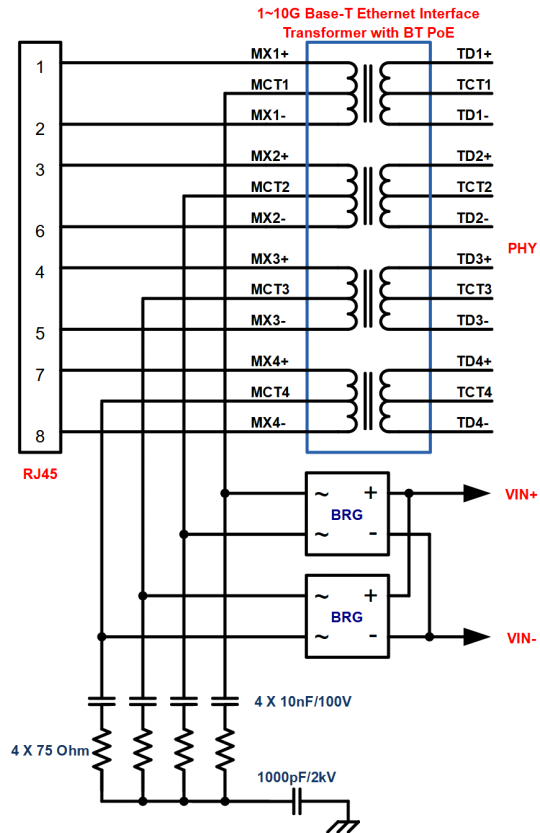 1~10G Base-T Ethernet Interface
Transformer with BT PoE
1 MX1+ TD1+
MCT1 TCT1
2 MX1- TD1-
3 MX2+ TD2+
MCT2 TCT2
6 MX2- TD2-
PHY
4 MX3+ TD3+
MCT3 TCT3
5 MX3- TD3-
7 MX4+ TD4+
MCT4 TCT4
8 MX4- TD4-
RJ45
~ + VIN+
BRG
~ -
~ +
BRG
~ - VIN-
4 X 10nF/100V
4 X 75 Ohm
1000pF/2kV